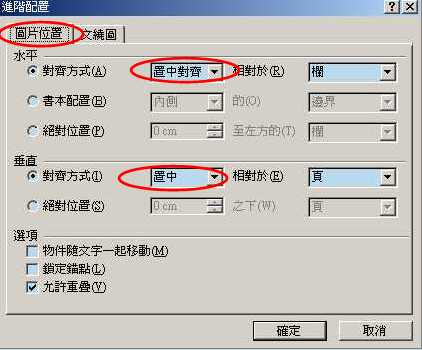 進階配置
圖片位置 文繞圖
水平
對齊方式(A) 置中對齊 相對於(R) 欄
書本配置(B) 內側 的(O) 邊界
絕對位置(P) 0 cm 至左方的(T) 欄
垂直
對齊方式(I) 置中 相對於(E) 頁
絕對位置(S) 0 cm 之下(W) 頁
選項
物件隨文字一起移動(M)
鎖定錨點(L)
允許重疊(V)
確定 取消